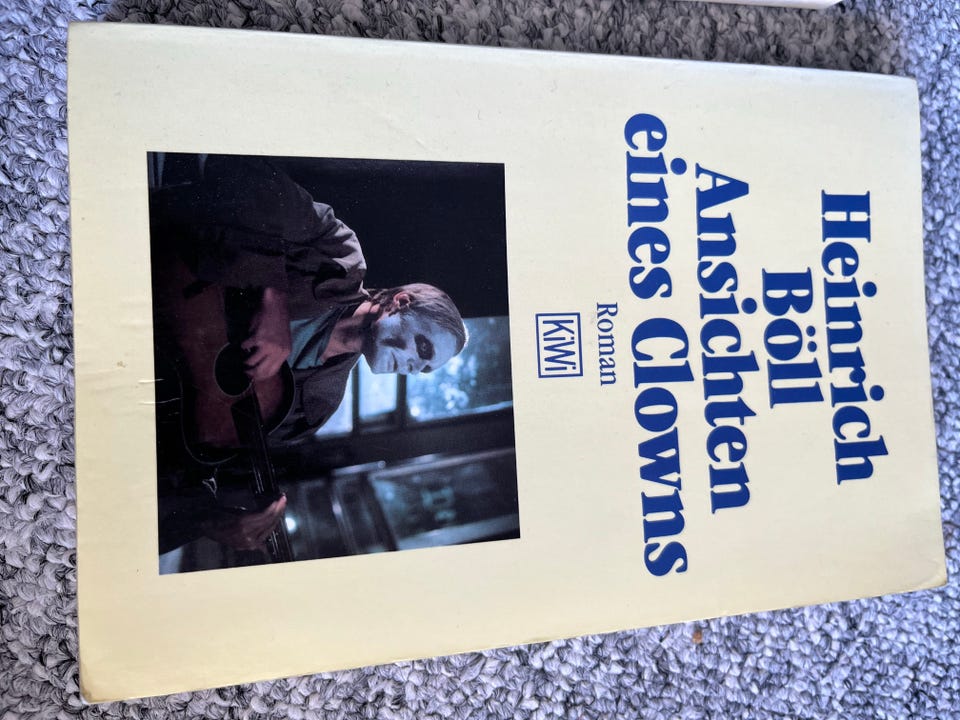 Heinrich
Böll
Ansichten
eines Clowns
Roman
KiWi